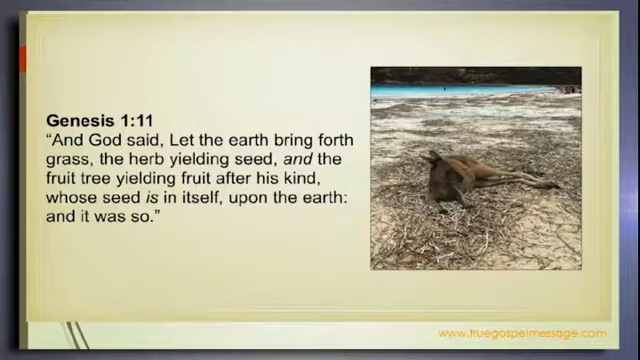 Genesis 1:11
“And God said, Let the earth bring forth
grass, the herb yielding seed, and the
fruit tree yielding fruit after his kind,
whose seed is in itself, upon the earth:
and it was so.”
www.truegospelmessage.com